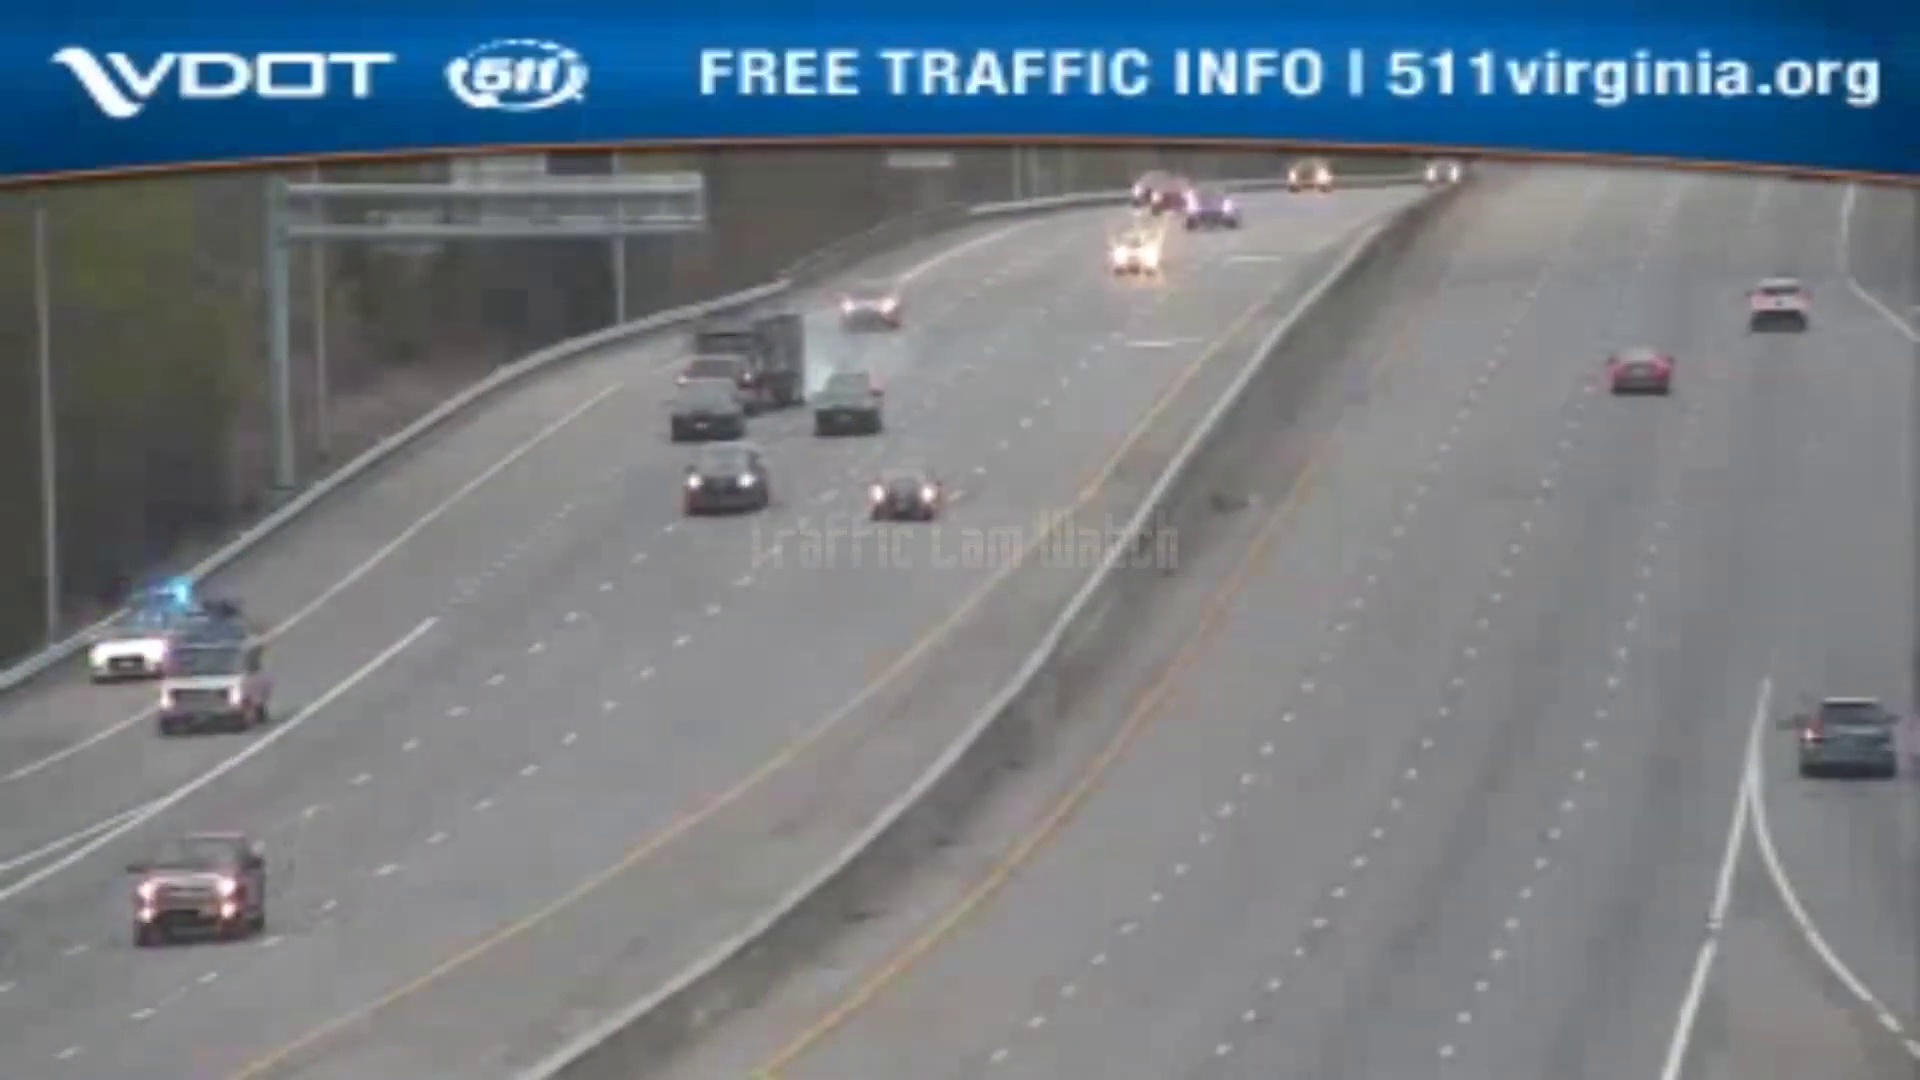 VDOT 511 FREE TRAFFIC INFO | 511virginia.org
Traffic Cam Watch